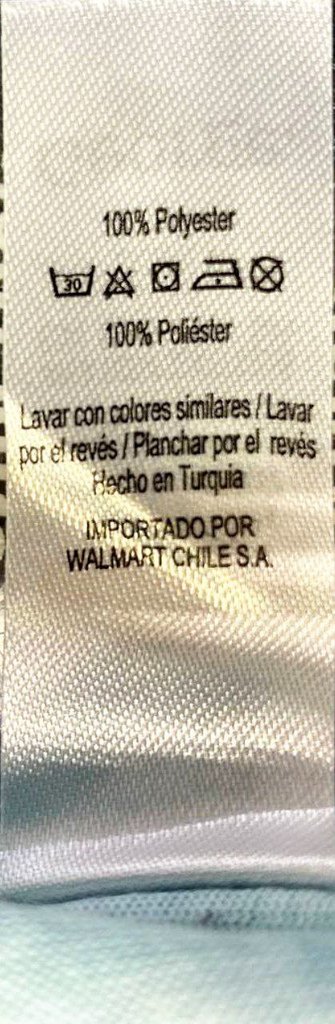 100% Polyester
30
100% Poliéster
Lavar con colores similares / Lavar
por el revés / Planchar por el revés
Hecho en Turquia
IMPORTADO POR
WALMART CHILE S.A.